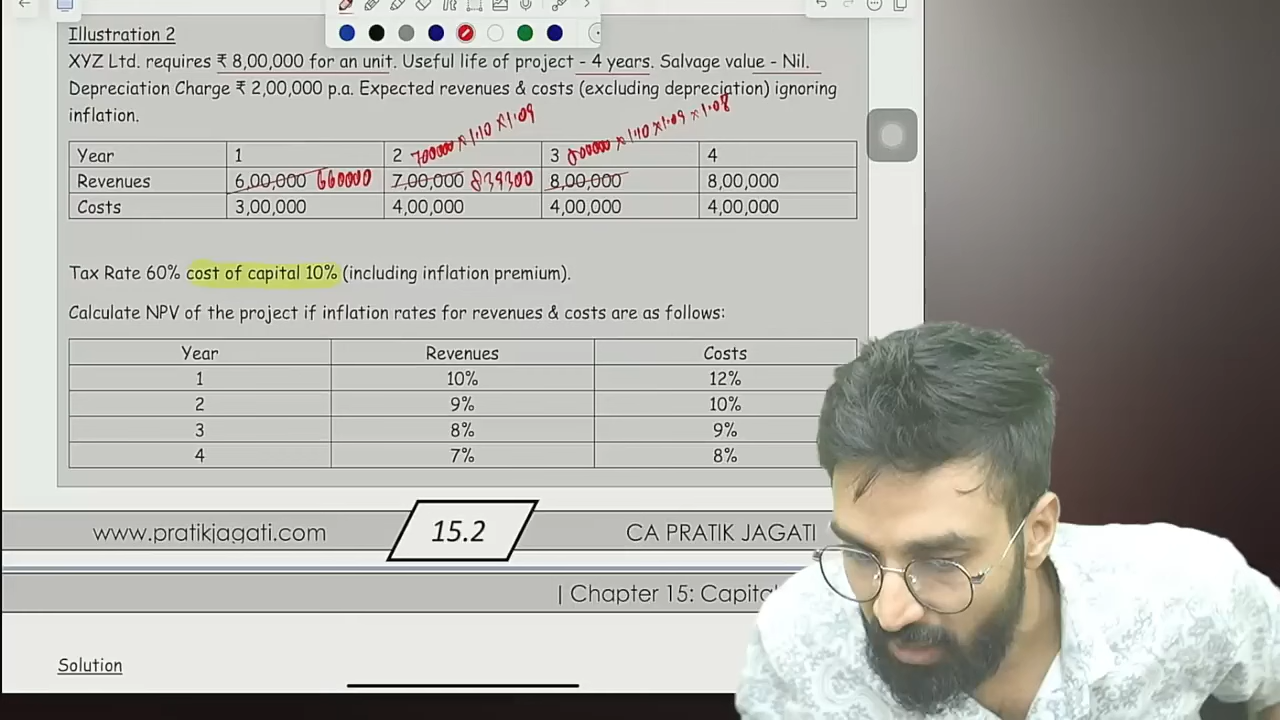 Illustration 2
XYZ Ltd. requires ₹ 8,00,000 for an unit. Useful life of project - 4 years. Salvage value - Nil.
Depreciation Charge ₹ 2,00,000 p.a. Expected revenues & costs (excluding depreciation) ignoring
inflation.
700000 x 1.10 x 1.09
800000 x 1.10 x 1.09 x 1.08
Year 1 2 3 4
Revenues 6,00,000 660000 7,00,000 839300 8,00,000 8,00,000
Costs 3,00,000 4,00,000 4,00,000 4,00,000
Tax Rate 60% cost of capital 10% (including inflation premium).
Calculate NPV of the project if inflation rates for revenues & costs are as follows:
Year Revenues Costs
1 10% 12%
2 9% 10%
3 8% 9%
4 7% 8%
www.pratikjagati.com 15.2 CA PRATIK JAGATI
| Chapter 15: Capita
Solution